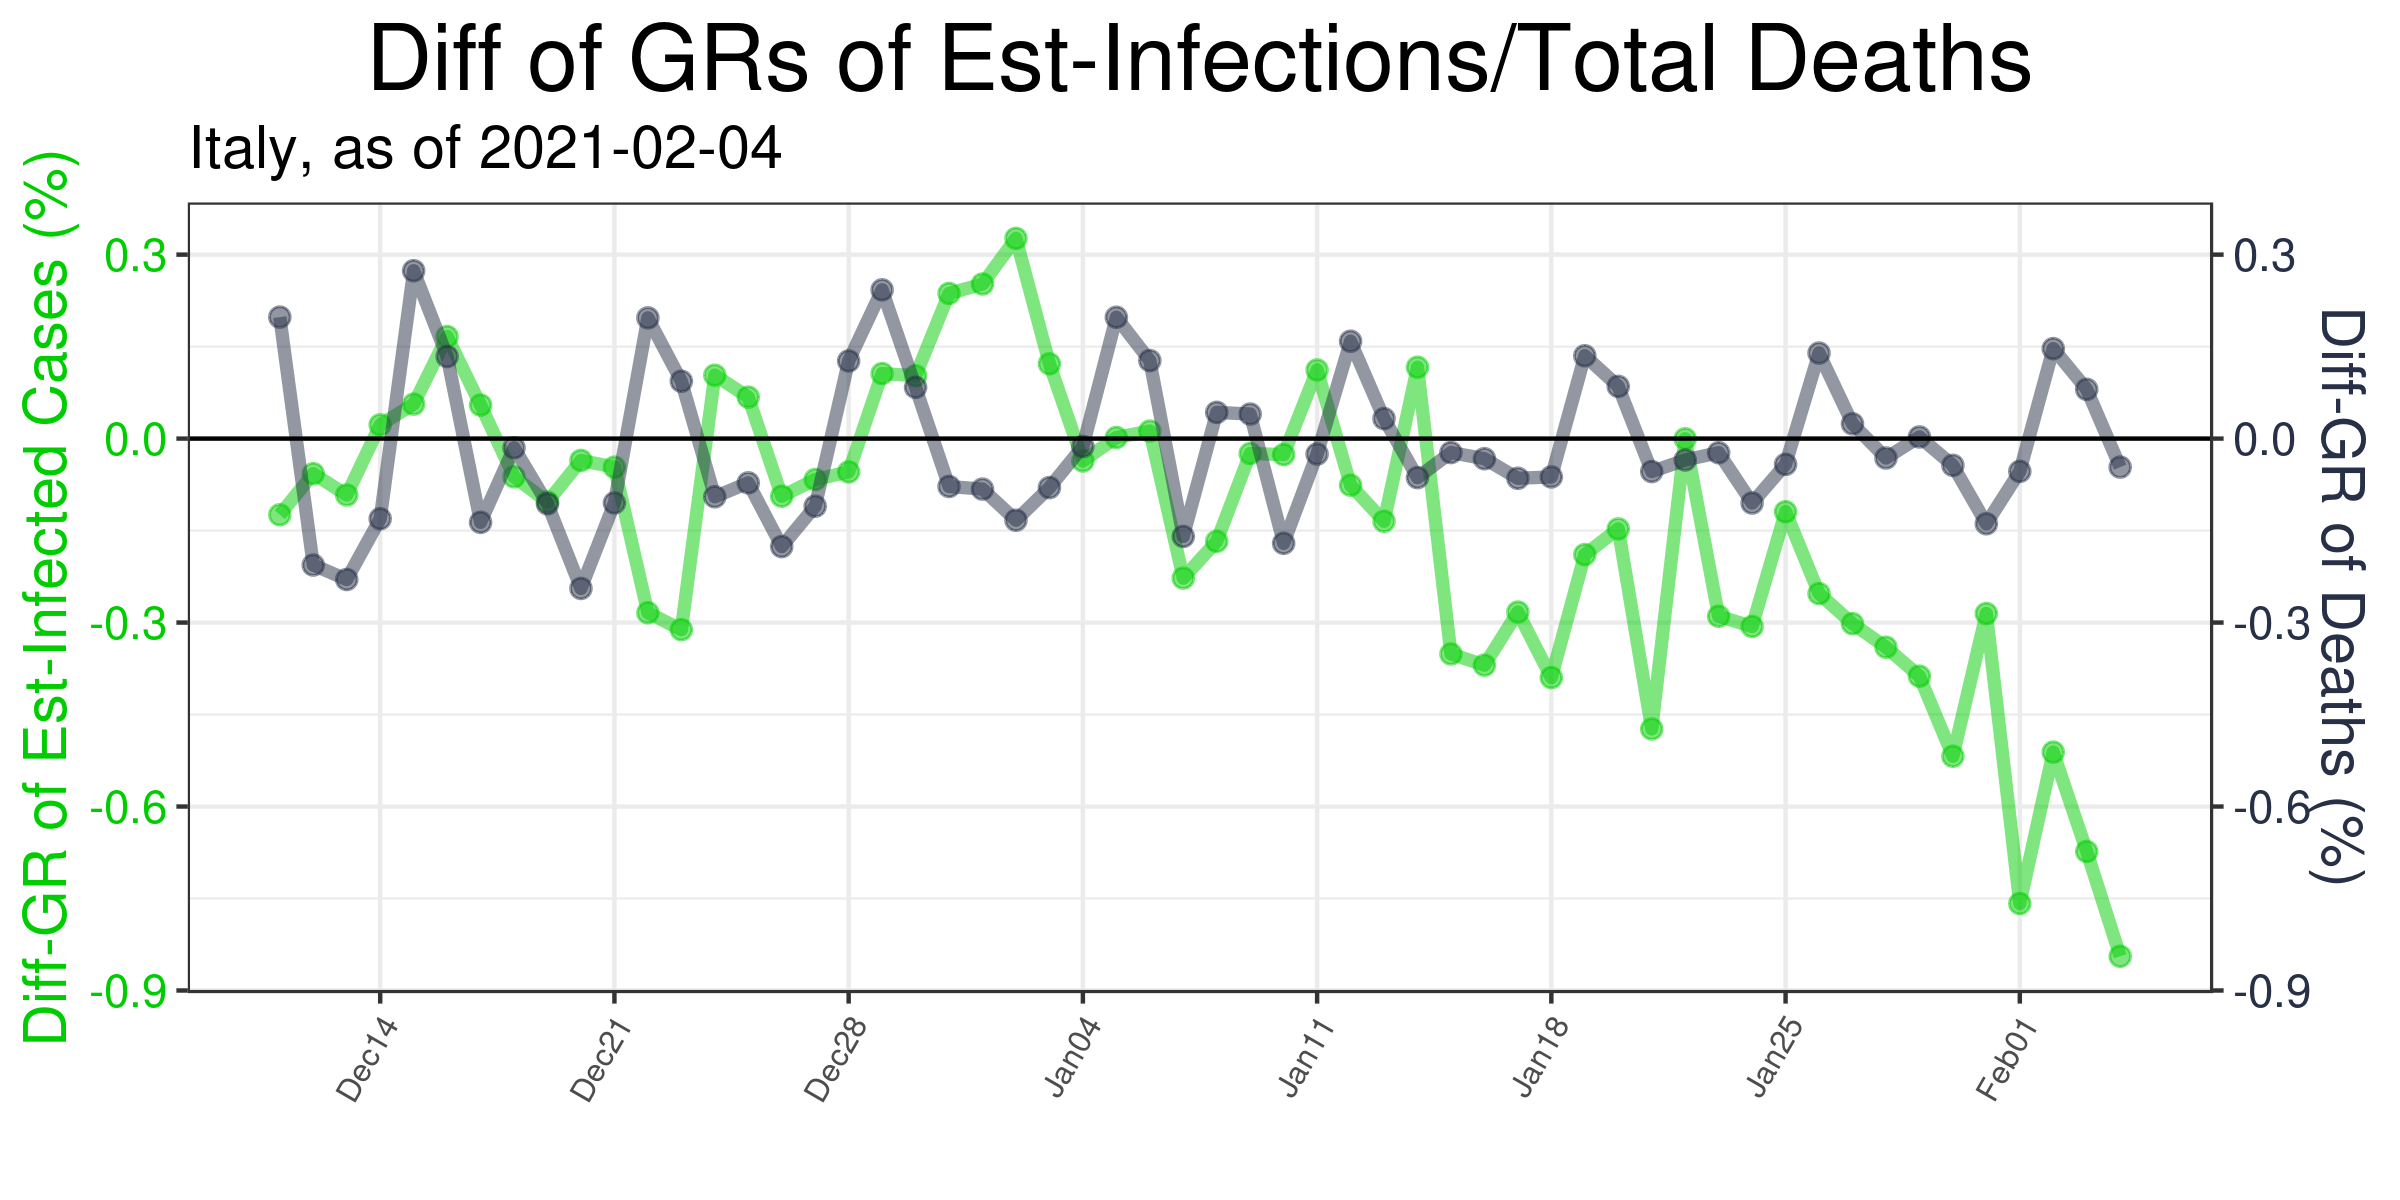 Diff of GRs of Est-Infections/Total Deaths
Italy, as of 2021-02-04
Diff-GR of Est-Infected Cases (%)
0.3
0.0
-0.3
-0.6
-0.9
0.3
0.0
-0.3
-0.6
-0.9
Diff-GR of Deaths (%)
Dec14
Dec21
Dec28
Jan04
Jan11
Jan18
Jan25
Feb01